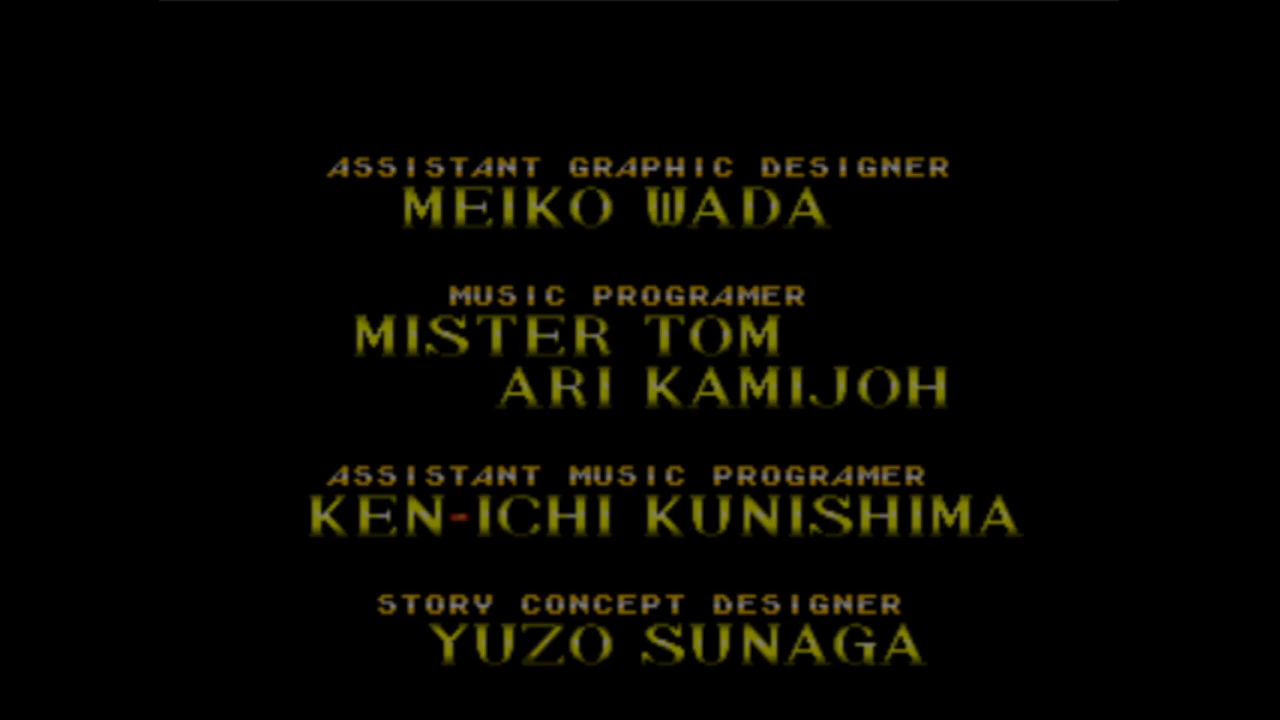 ASSISTANT GRAPHIC DESIGNER
MEIKO WADA
MUSIC PROGRAMER
MISTER TOM
ARI KAMIJOH
ASSISTANT MUSIC PROGRAMER
KEN-ICHI KUNISHIMA
STORY CONCEPT DESIGNER
YUZO SUNAGA